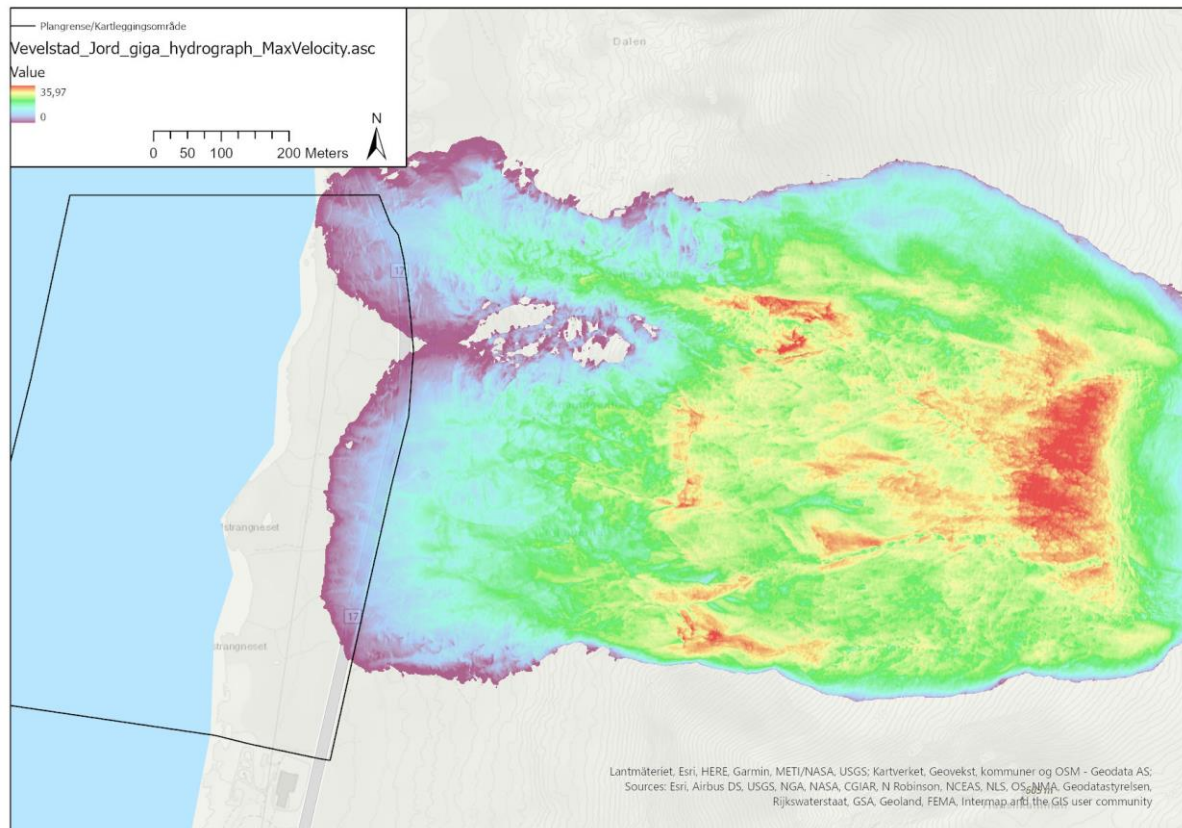 Plangrense/Kartleggingsområde
Vevelstad_Jord_giga_hydrograph_MaxVelocity.asc
Value
35,97
0
N
0 50 100 200 Meters
Dalen
17
strangneset
17
strangneset
Lantmäteriet, Esri, HERE, Garmin, METI/NASA, USGS; Kartverket, Geovekst, kommuner og OSM - Geodata AS;
Sources: Esri, Airbus DS, USGS, NGA, NASA, CGIAR, N Robinson, NCEAS, NLS, OS, NMA, Geodatastyrelsen,
Rijkswaterstaat, GSA, Geoland, FEMA, Intermap and the GIS user community